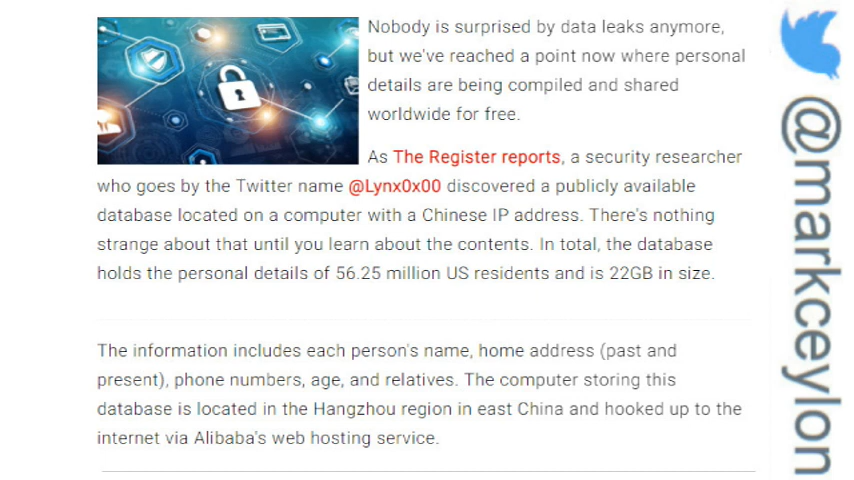 Nobody is surprised by data leaks anymore,
but we've reached a point now where personal
details are being compiled and shared
worldwide for free.
As The Register reports, a security researcher
who goes by the Twitter name @Lynx0x00 discovered a publicly available
database located on a computer with a Chinese IP address. There's nothing
strange about that until you learn about the contents. In total, the database
holds the personal details of 56.25 million US residents and is 22GB in size.
The information includes each person's name, home address (past and
present), phone numbers, age, and relatives. The computer storing this
database is located in the Hangzhou region in east China and hooked up to the
internet via Alibaba's web hosting service.
@markceylon